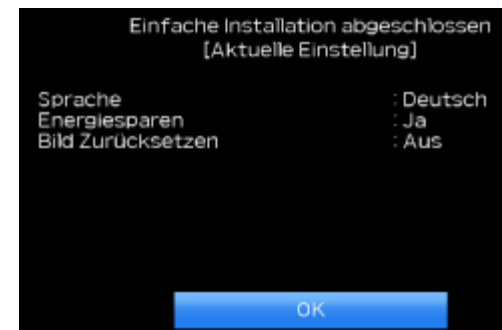 Einfache Installation abgeschlossen
[Aktuelle Einstellung]
Sprache : Deutsch
Energiesparen : Ja
Bild Zurücksetzen : Aus
OK